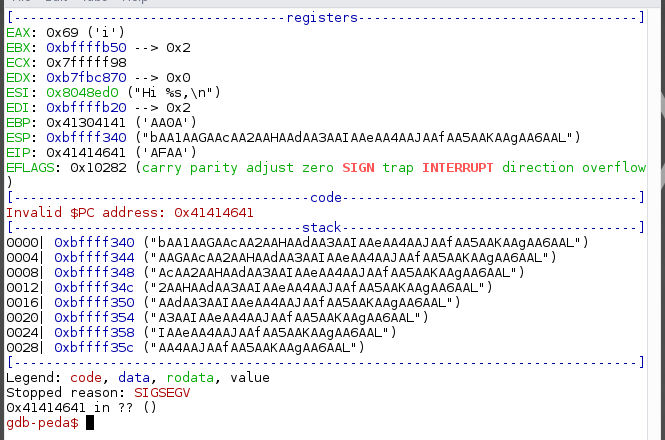 [-------------------------------------registers-------------------------------------]
EAX: 0x69 ('i')
EBX: 0xbffffb50 --> 0x2
ECX: 0x7fffff98
EDX: 0xb7fbc870 --> 0x0
ESI: 0x8048ed0 ("Hi %s,\n")
EDI: 0xbffffb20 --> 0x2
EBP: 0x41304141 ('AA0A')
ESP: 0xbffff340 ("bAA1AAGAAcAA2AAHAAdAA3AAIAAeAA4AAJAAfAA5AAKAAgAA6AAL")
EIP: 0x41414641 ('AFAA')
EFLAGS: 0x10282 (carry parity adjust zero SIGN trap INTERRUPT direction overflow
)
[-------------------------------------code-------------------------------------]
Invalid $PC address: 0x41414641
[-------------------------------------stack-------------------------------------]
0000| 0xbffff340 ("bAA1AAGAAcAA2AAHAAdAA3AAIAAeAA4AAJAAfAA5AAKAAgAA6AAL")
0004| 0xbffff344 ("AAGAAcAA2AAHAAdAA3AAIAAeAA4AAJAAfAA5AAKAAgAA6AAL")
0008| 0xbffff348 ("AcAA2AAHAAdAA3AAIAAeAA4AAJAAfAA5AAKAAgAA6AAL")
0012| 0xbffff34c ("2AAHAAdAA3AAIAAeAA4AAJAAfAA5AAKAAgAA6AAL")
0016| 0xbffff350 ("AAdAA3AAIAAeAA4AAJAAfAA5AAKAAgAA6AAL")
0020| 0xbffff354 ("A3AAIAAeAA4AAJAAfAA5AAKAAgAA6AAL")
0024| 0xbffff358 ("IAAeAA4AAJAAfAA5AAKAAgAA6AAL")
0028| 0xbffff35c ("AA4AAJAAfAA5AAKAAgAA6AAL")
[------------------------------------------------------------------------------]
Legend: code, data, rodata, value
Stopped reason: SIGSEGV
0x41414641 in ?? ()
gdb-peda$